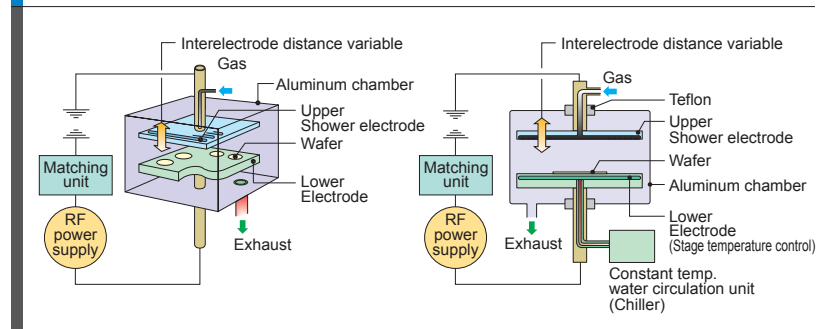 Interelectrode distance variable
Gas
Aluminum chamber
Upper
Shower electrode
Wafer
Lower
Electrode
Matching
unit
RF
power
supply
Exhaust
Interelectrode distance variable
Gas
Teflon
Upper
Shower electrode
Wafer
Aluminum chamber
Lower
Electrode
(Stage temperature control)
Matching
unit
RF
power
supply
Exhaust
Constant temp.
water circulation unit
(Chiller)